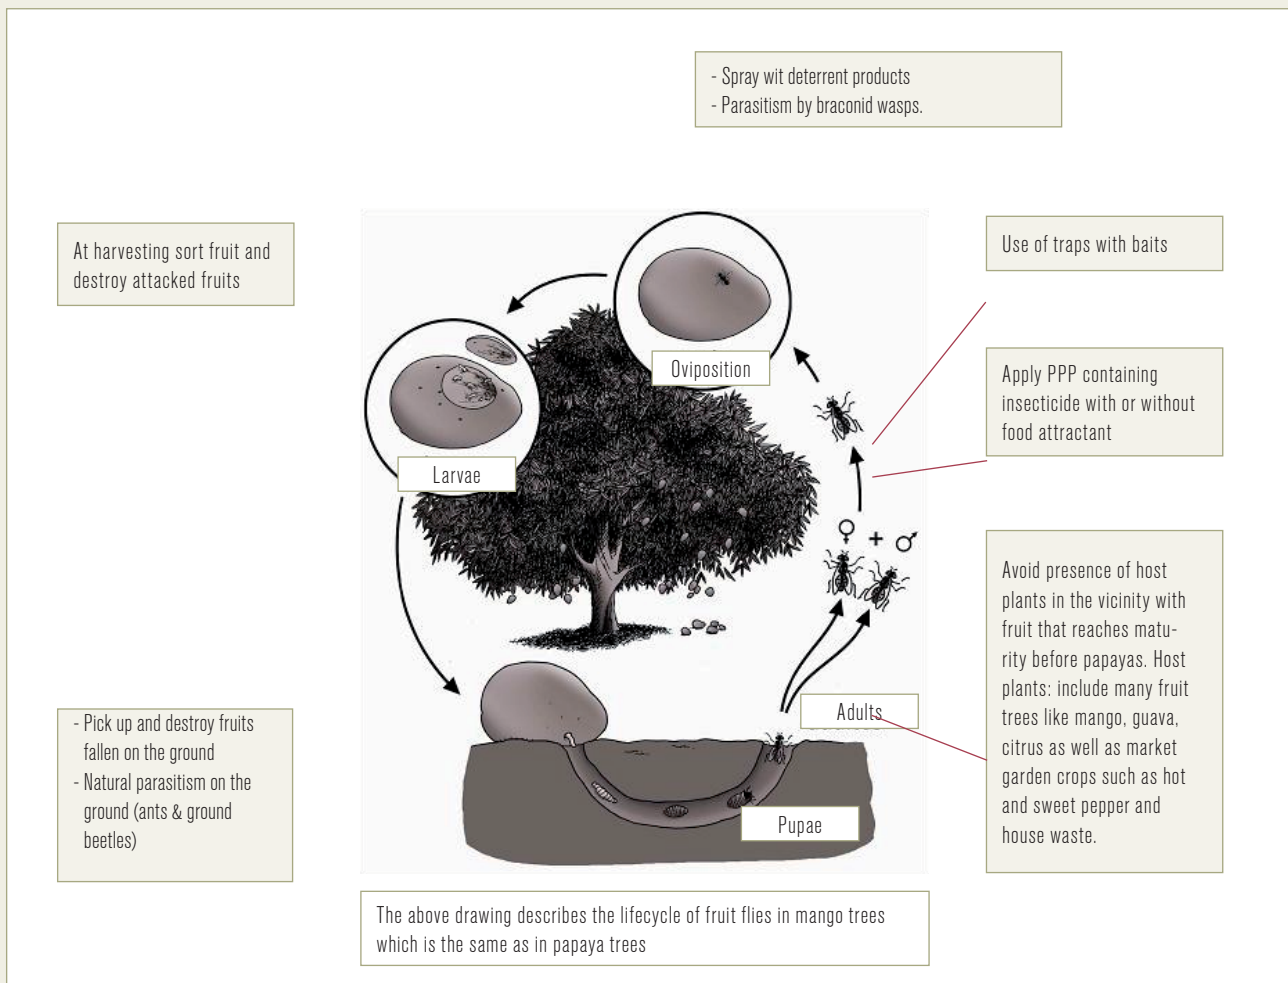 - Spray wit deterrent products
- Parasitism by braconid wasps.
At harvesting sort fruit and
destroy attacked fruits
Use of traps with baits
Oviposition
Apply PPP containing
insecticide with or without
food attractant
Larvae
♀ + ♂
Avoid presence of host
plants in the vicinity with
fruit that reaches matu-
rity before papayas. Host
plants: include many fruit
trees like mango, guava,
citrus as well as market
garden crops such as hot
and sweet pepper and
house waste.
Adults
- Pick up and destroy fruits
fallen on the ground
- Natural parasitism on the
ground (ants & ground
beetles)
Pupae
The above drawing describes the lifecycle of fruit flies in mango trees
which is the same as in papaya trees